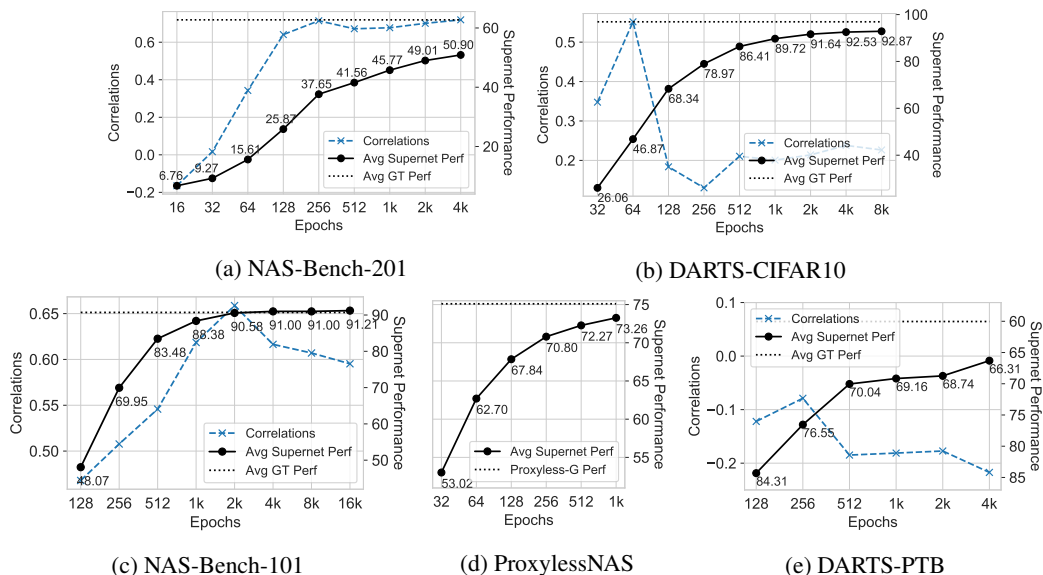 0.6
0.4
0.2
0.0
−0.2
Correlations
6.76
9.27
15.61
25.87
37.65
41.56
45.77
49.01
50.90
60
40
20
Supernet Performance
Correlations
Avg Supernet Perf
Avg GT Perf
16 32 64 128 256 512 1k 2k 4k
Epochs
(a) NAS-Bench-201
0.5
0.4
0.3
0.2
Correlations
26.06
46.87
68.34
78.97
86.41
89.72
91.64
92.53
92.87
100
80
60
40
Supernet Performance
Correlations
Avg Supernet Perf
Avg GT Perf
32 64 128 256 512 1k 2k 4k 8k
Epochs
(b) DARTS-CIFAR10
0.65
0.60
0.55
0.50
Correlations
48.07
69.95
83.48
88.38
90.58
91.00
91.00
91.21
90
80
70
60
50
Supernet Performance
Correlations
Avg Supernet Perf
Avg GT Perf
128 256 512 1k 2k 4k 8k 16k
Epochs
(c) NAS-Bench-101
53.02
62.70
67.84
70.80
72.27
73.26
75
70
65
60
55
Supernet Performance
Avg Supernet Perf
Proxyless-G Perf
32 64 128 256 512 1k
Epochs
(d) ProxylessNAS
0.1
0.0
−0.1
−0.2
Correlations
Correlations
Avg Supernet Perf
Avg GT Perf
84.31
76.55
70.04
69.16
68.74
66.31
60
65
70
75
80
85
Supernet Performance
128 256 512 1k 2k 4k
Epochs
(e) DARTS-PTB